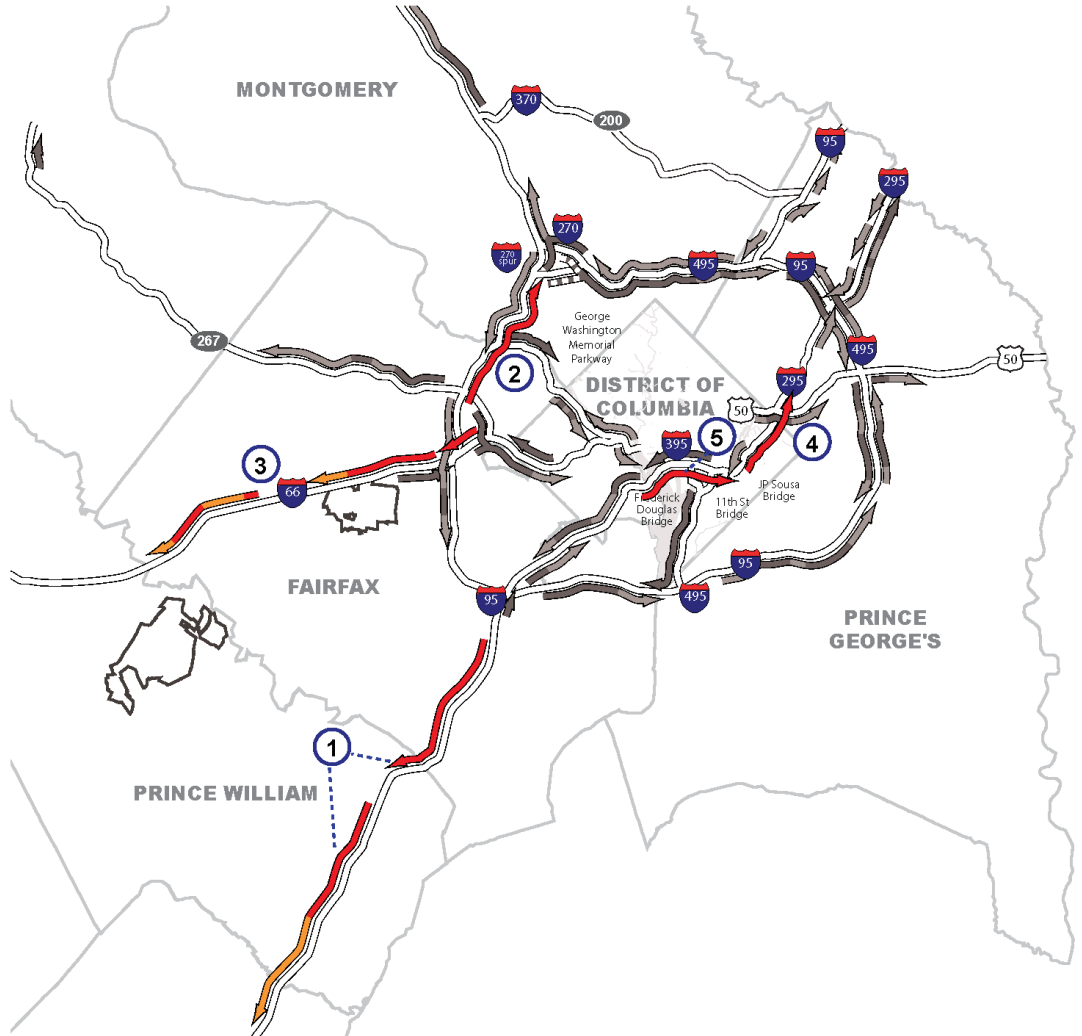 MONTGOMERY
370
200
95
295
270
270
spur
495
95
267
George
Washington
Memorial
Parkway
495
50
2
DISTRICT OF
COLUMBIA
295
50
5
4
395
3
66
Frederick
Douglas
Bridge
11th St
Bridge
JP Sousa
Bridge
95
FAIRFAX
95
495
PRINCE
GEORGE'S
1
PRINCE WILLIAM